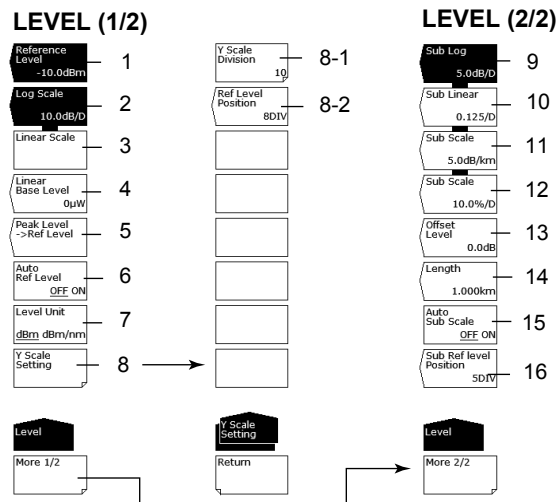 LEVEL (1/2)
Reference
Level
-10.0dBm
1
Log Scale
10.0dB/D
2
Linear Scale
3
Linear
Base Level
0µW
4
Peak Level
->Ref Level
5
Auto
Ref Level
OFF ON
6
Level Unit
dBm dBm/nm
7
Y Scale
Setting
8
Level
More 1/2
Y Scale
Division
10
8-1
Ref Level
Position
8DIV
8-2
Y Scale
Setting
Return
LEVEL (2/2)
Sub Log
5.0dB/D
9
Sub Linear
0.125/D
10
Sub Scale
5.0dB/km
11
Sub Scale
10.0%/D
12
Offset
Level
0.0dB
13
Length
1.000km
14
Auto
Sub Scale
OFF ON
15
Sub Ref level
Position
5DIV
16
Level
More 2/2